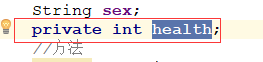 String sex;
private int health;
//方法